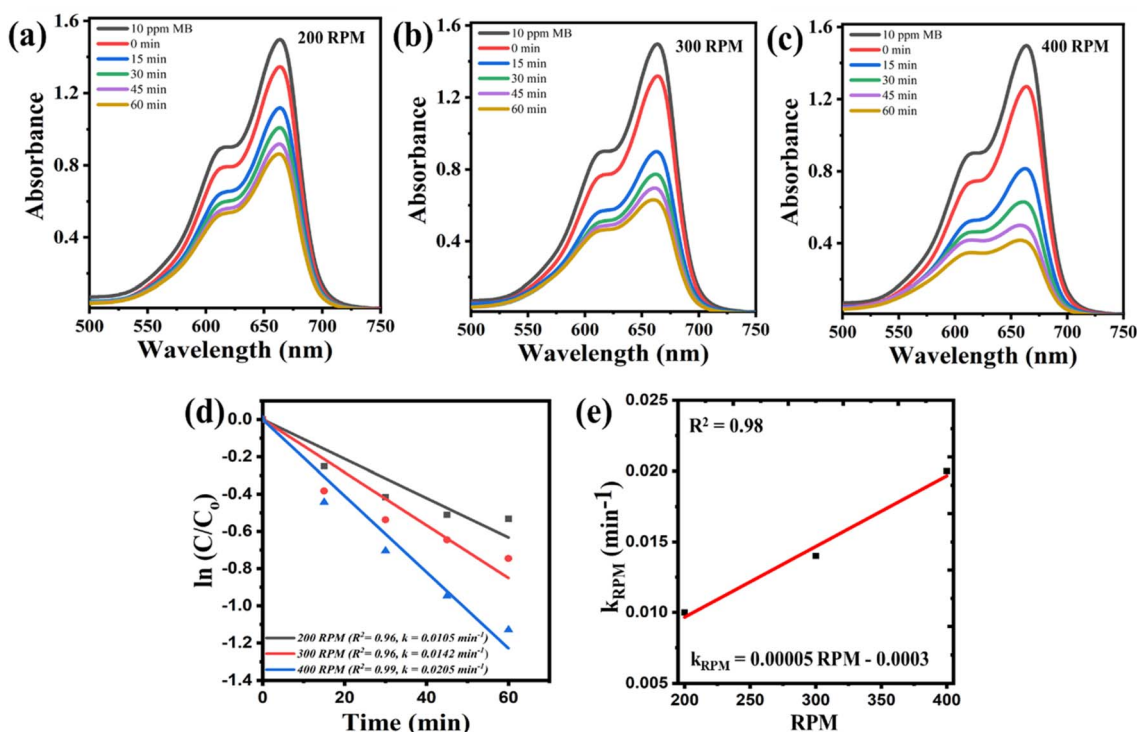 (a)
200 RPM
10 ppm MB
0 min
15 min
30 min
45 min
60 min
1.6
1.2
0.8
0.4
Absorbance
500 550 600 650 700 750
Wavelength (nm)
(b)
300 RPM
10 ppm MB
0 min
15 min
30 min
45 min
60 min
1.6
1.2
0.8
0.4
Absorbance
500 550 600 650 700 750
Wavelength (nm)
(c)
400 RPM
10 ppm MB
0 min
15 min
30 min
45 min
60 min
1.6
1.2
0.8
0.4
Absorbance
500 550 600 650 700 750
Wavelength (nm)
(d)
0.0
-0.2
-0.4
-0.6
-0.8
-1.0
-1.2
-1.4
ln (C/Co)
200 RPM (R²= 0.96, k = 0.0105 min⁻¹)
300 RPM (R²= 0.96, k = 0.0142 min⁻¹)
400 RPM (R²= 0.99, k = 0.0205 min⁻¹)
0 20 40 60
Time (min)
(e)
0.025
0.020
0.015
0.010
0.005
kRPM (min⁻¹)
R² = 0.98
kRPM = 0.00005 RPM - 0.0003
200 250 300 350 400
RPM